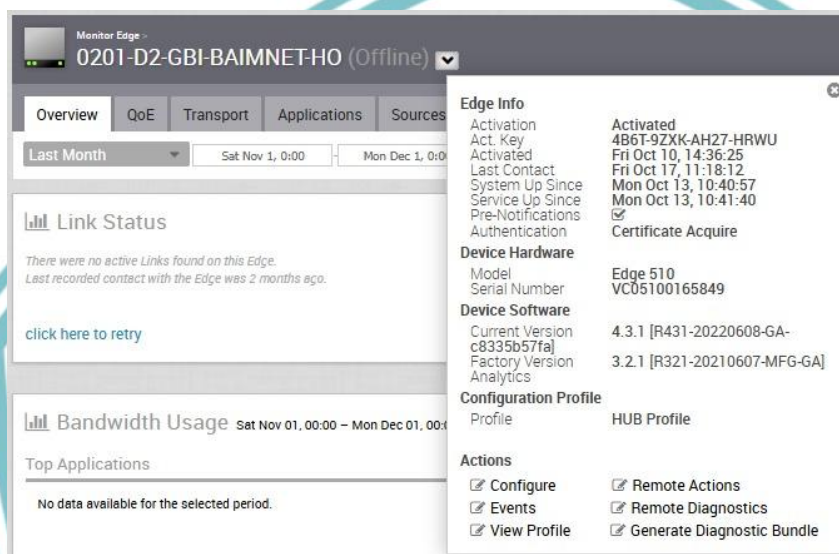 Monitor Edge >
0201-D2-GBI-BAIMNET-HO (Offline)
Overview QoE Transport Applications Sources
Last Month Sat Nov 1, 0:00 - Mon Dec 1, 0:00
Link Status
There were no active Links found on this Edge.
Last recorded contact with the Edge was 2 months ago.
click here to retry
Bandwidth Usage Sat Nov 01, 00:00 – Mon Dec 01, 00:
Top Applications
No data available for the selected period.
Edge Info
Activation Activated
Act. Key 4B6T-9ZXK-AH27-HRWU
Activated Fri Oct 10, 14:36:25
Last Contact Fri Oct 17, 11:18:12
System Up Since Mon Oct 13, 10:40:57
Service Up Since Mon Oct 13, 10:41:40
Pre-Notifications
Authentication Certificate Acquire
Device Hardware
Model Edge 510
Serial Number VC05100165849
Device Software
Current Version 4.3.1 [R431-20220608-GA-
c8335b57fa]
Factory Version 3.2.1 [R321-20210607-MFG-GA]
Analytics
Configuration Profile
Profile HUB Profile
Actions
Configure Remote Actions
Events Remote Diagnostics
View Profile Generate Diagnostic Bundle